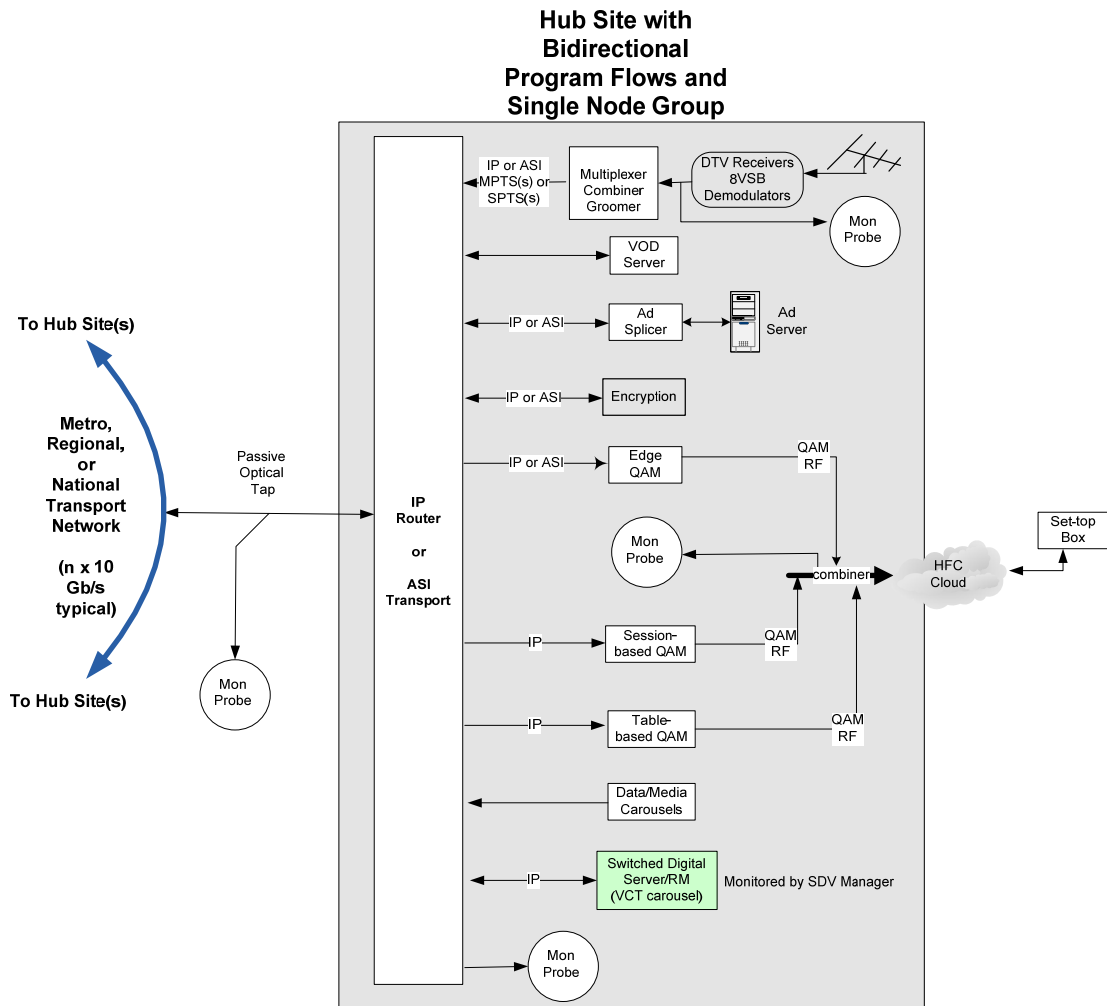 Hub Site with
Bidirectional
Program Flows and
Single Node Group
IP or ASI
MPTS(s) or
SPTS(s)
Multiplexer
Combiner
Groomer
DTV Receivers
8VSB
Demodulators
Mon
Probe
VOD
Server
IP or ASI
Ad
Splicer
Ad
Server
IP or ASI
Encryption
IP or ASI
Edge
QAM
QAM
RF
To Hub Site(s)
Metro,
Regional,
or
National
Transport
Network
(n x 10
Gb/s
typical)
To Hub Site(s)
Passive
Optical
Tap
Mon
Probe
IP
Router
or
ASI
Transport
Mon
Probe
combiner
HFC
Cloud
Set-top
Box
IP
Session-
based QAM
QAM
RF
IP
Table-
based QAM
QAM
RF
Data/Media
Carousels
IP
Switched Digital
Server/RM
(VCT carousel)
Monitored by SDV Manager
Mon
Probe